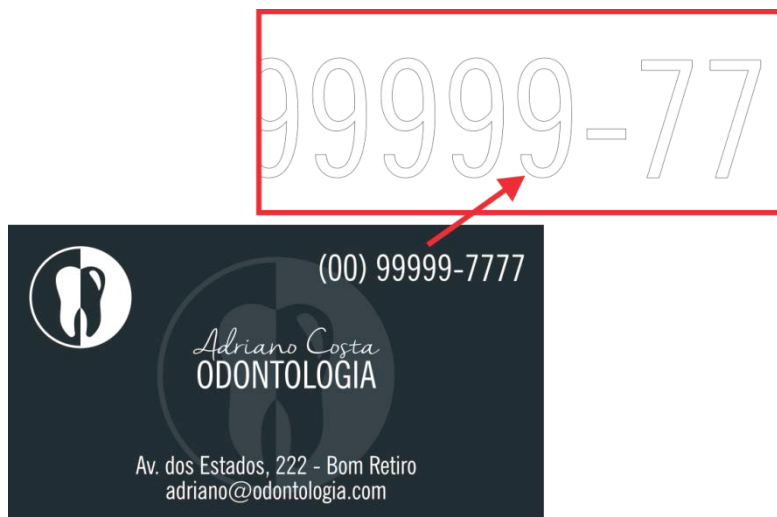 99999-77
(00) 99999-7777
Adriano Costa
ODONTOLOGIA
Av. dos Estados, 222 - Bom Retiro
adriano@odontologia.com